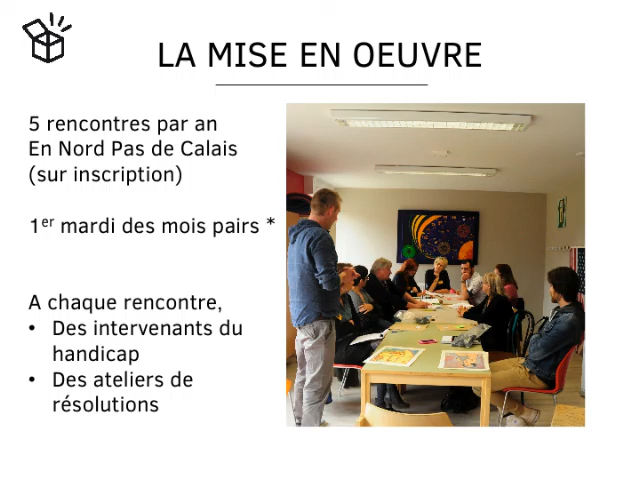 LA MISE EN OEUVRE
5 rencontres par an
En Nord Pas de Calais
(sur inscription)
1er mardi des mois pairs *
A chaque rencontre,
• Des intervenants du
handicap
• Des ateliers de
résolutions